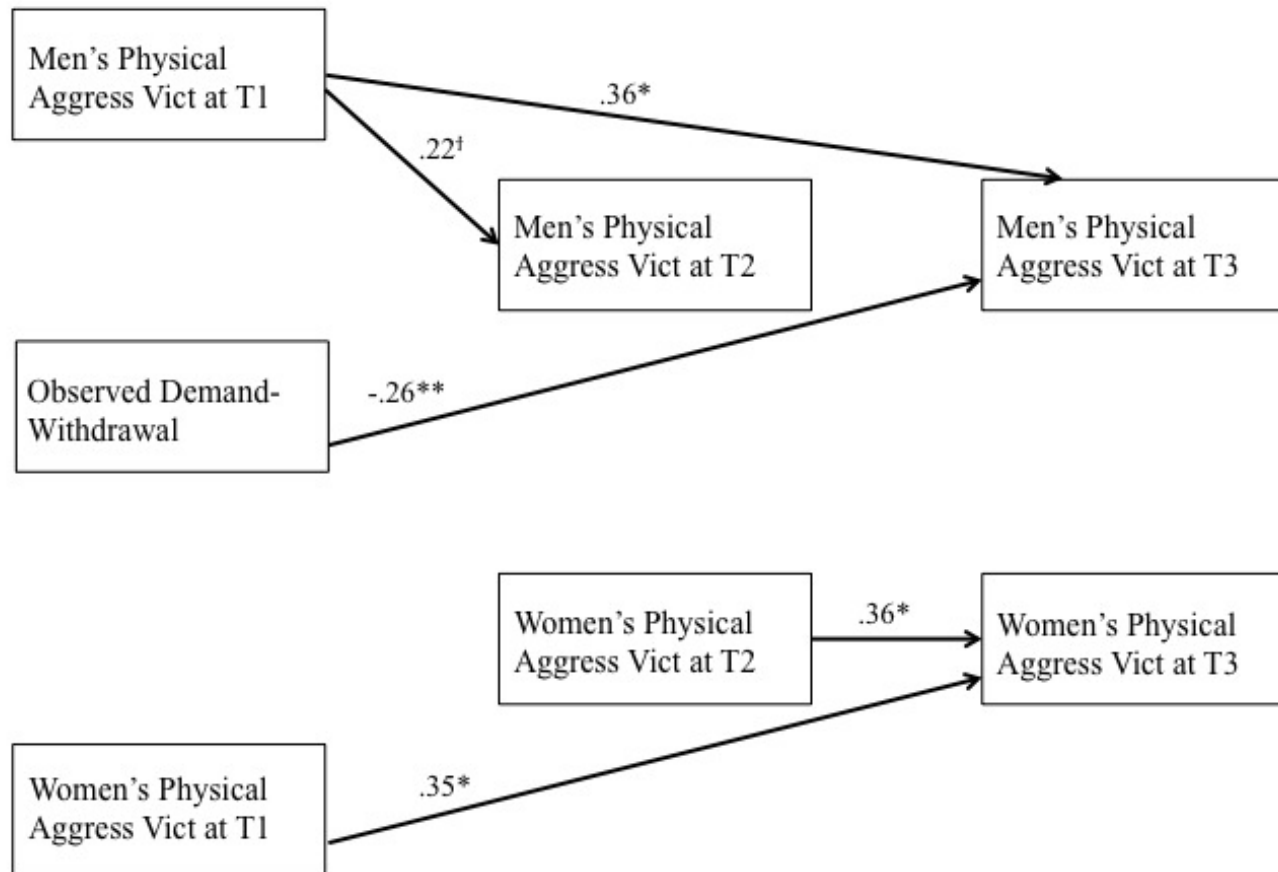 Men’s Physical
Aggress Vict at T1
.36*
.22†
Men’s Physical
Aggress Vict at T2
Men’s Physical
Aggress Vict at T3
Observed Demand-
Withdrawal
-.26**
Women’s Physical
Aggress Vict at T2
.36*
Women’s Physical
Aggress Vict at T3
Women’s Physical
Aggress Vict at T1
.35*